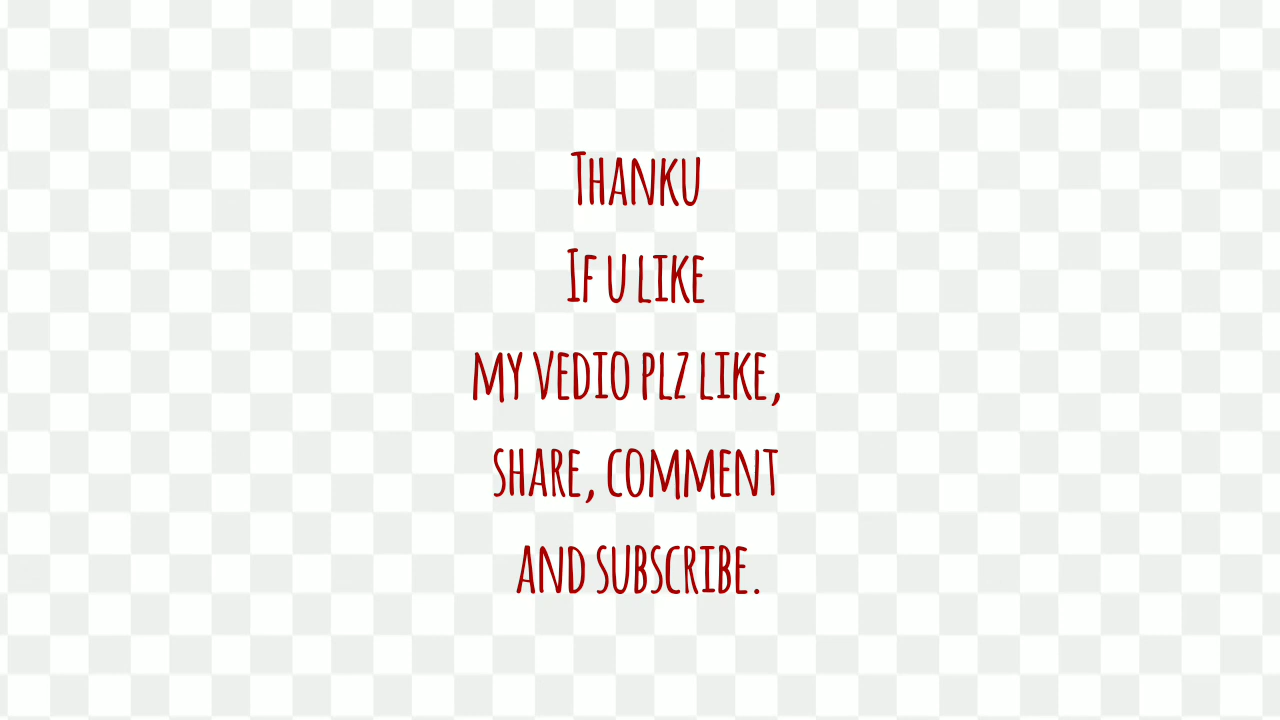 Thanku
If u like
my vedio plz like,
share, comment
and subscribe.